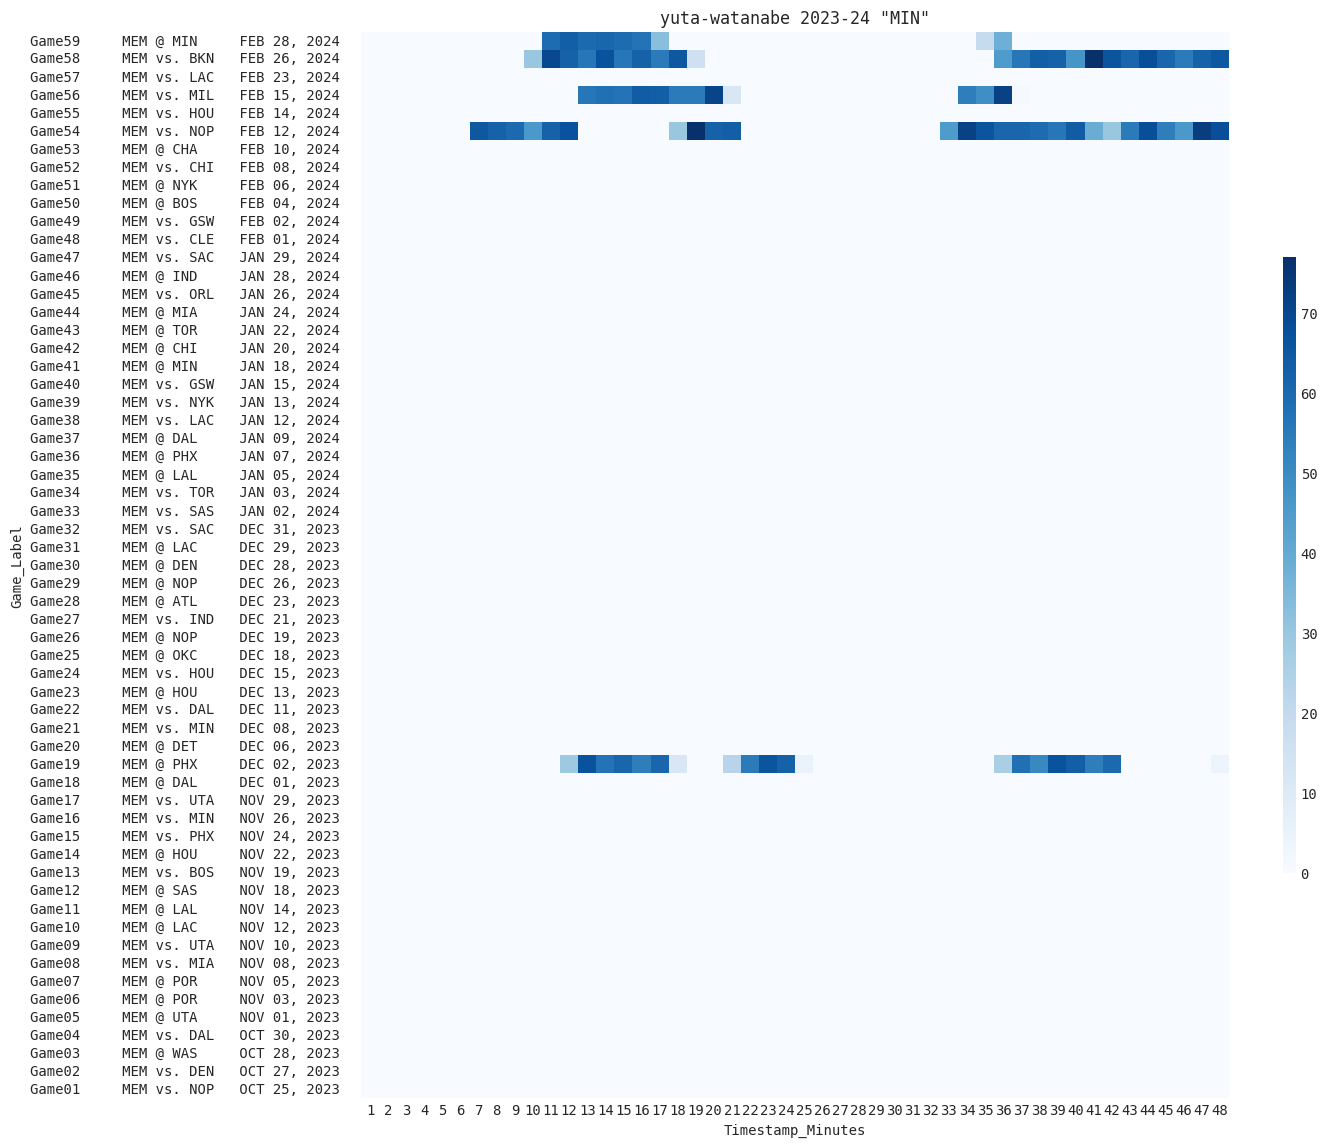 yuta-watanabe 2023-24 "MIN"
Game59 MEM @ MIN FEB 28, 2024
Game58 MEM vs. BKN FEB 26, 2024
Game57 MEM vs. LAC FEB 23, 2024
Game56 MEM vs. MIL FEB 15, 2024
Game55 MEM vs. HOU FEB 14, 2024
Game54 MEM vs. NOP FEB 12, 2024
Game53 MEM @ CHA FEB 10, 2024
Game52 MEM vs. CHI FEB 08, 2024
Game51 MEM @ NYK FEB 06, 2024
Game50 MEM @ BOS FEB 04, 2024
Game49 MEM vs. GSW FEB 02, 2024
Game48 MEM vs. CLE FEB 01, 2024
Game47 MEM vs. SAC JAN 29, 2024
Game46 MEM @ IND JAN 28, 2024
Game45 MEM vs. ORL JAN 26, 2024
Game44 MEM @ MIA JAN 24, 2024
Game43 MEM @ TOR JAN 22, 2024
Game42 MEM @ CHI JAN 20, 2024
Game41 MEM @ MIN JAN 18, 2024
Game40 MEM vs. GSW JAN 15, 2024
Game39 MEM vs. NYK JAN 13, 2024
Game38 MEM vs. LAC JAN 12, 2024
Game37 MEM @ DAL JAN 09, 2024
Game36 MEM @ PHX JAN 07, 2024
Game35 MEM @ LAL JAN 05, 2024
Game34 MEM vs. TOR JAN 03, 2024
Game33 MEM vs. SAS JAN 02, 2024
Game32 MEM vs. SAC DEC 31, 2023
Game31 MEM @ LAC DEC 29, 2023
Game30 MEM @ DEN DEC 28, 2023
Game29 MEM @ NOP DEC 26, 2023
Game28 MEM @ ATL DEC 23, 2023
Game27 MEM vs. IND DEC 21, 2023
Game26 MEM @ NOP DEC 19, 2023
Game25 MEM @ OKC DEC 18, 2023
Game24 MEM vs. HOU DEC 15, 2023
Game23 MEM @ HOU DEC 13, 2023
Game22 MEM vs. DAL DEC 11, 2023
Game21 MEM vs. MIN DEC 08, 2023
Game20 MEM @ DET DEC 06, 2023
Game19 MEM @ PHX DEC 02, 2023
Game18 MEM @ DAL DEC 01, 2023
Game17 MEM vs. UTA NOV 29, 2023
Game16 MEM vs. MIN NOV 26, 2023
Game15 MEM vs. PHX NOV 24, 2023
Game14 MEM @ HOU NOV 22, 2023
Game13 MEM vs. BOS NOV 19, 2023
Game12 MEM @ SAS NOV 18, 2023
Game11 MEM @ LAL NOV 14, 2023
Game10 MEM @ LAC NOV 12, 2023
Game09 MEM vs. UTA NOV 10, 2023
Game08 MEM vs. MIA NOV 08, 2023
Game07 MEM @ POR NOV 05, 2023
Game06 MEM @ POR NOV 03, 2023
Game05 MEM @ UTA NOV 01, 2023
Game04 MEM vs. DAL OCT 30, 2023
Game03 MEM @ WAS OCT 28, 2023
Game02 MEM vs. DEN OCT 27, 2023
Game01 MEM vs. NOP OCT 25, 2023
Game_Label
1 2 3 4 5 6 7 8 9 10 11 12 13 14 15 16 17 18 19 20 21 22 23 24 25 26 27 28 29 30 31 32 33 34 35 36 37 38 39 40 41 42 43 44 45 46 47 48
Timestamp_Minutes
70
60
50
40
30
20
10
0